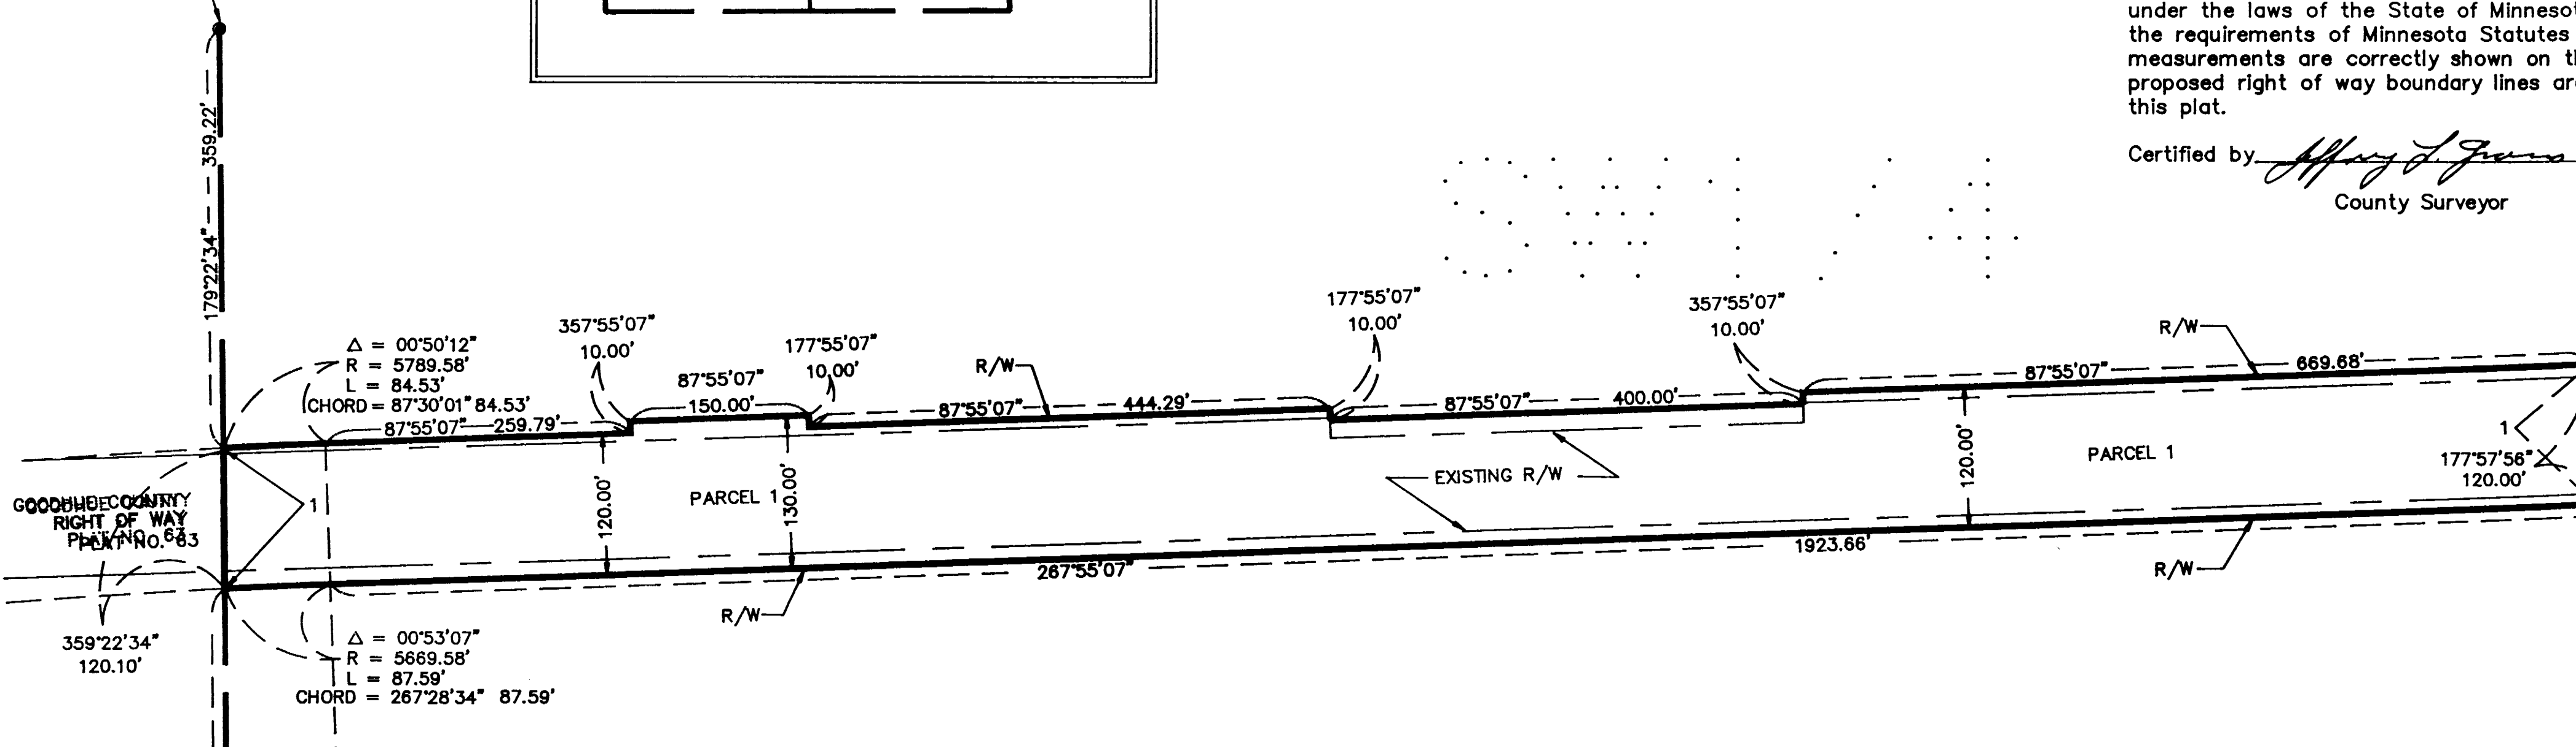 under the laws of the State of
the requirements of Minnesota Statutes
measurements are correctly shown on
proposed right of way boundary lines
this plat.
Certified by
County Surveyor
179°22'34" 359.22'
Δ = 00°50'12"
R = 5789.58'
L = 84.53'
CHORD = 87°30'01" 84.53'
87°55'07" 259.79'
357°55'07"
10.00'
87°55'07"
150.00'
177°55'07"
10.00'
R/W
87°55'07" 444.29'
177°55'07"
10.00'
87°55'07" 400.00'
357°55'07"
10.00'
R/W
87°55'07" 669.68'
GOODHUE COUNTY
RIGHT OF WAY
PLAT NO. 63
1
120.00'
PARCEL 1
130.00'
EXISTING R/W
120.00'
PARCEL 1
1
177°57'56"
120.00'
267°55'07" 1923.66'
R/W
R/W
359°22'34"
120.10'
Δ = 00°53'07"
R = 5669.58'
L = 87.59'
CHORD = 267°28'34" 87.59'